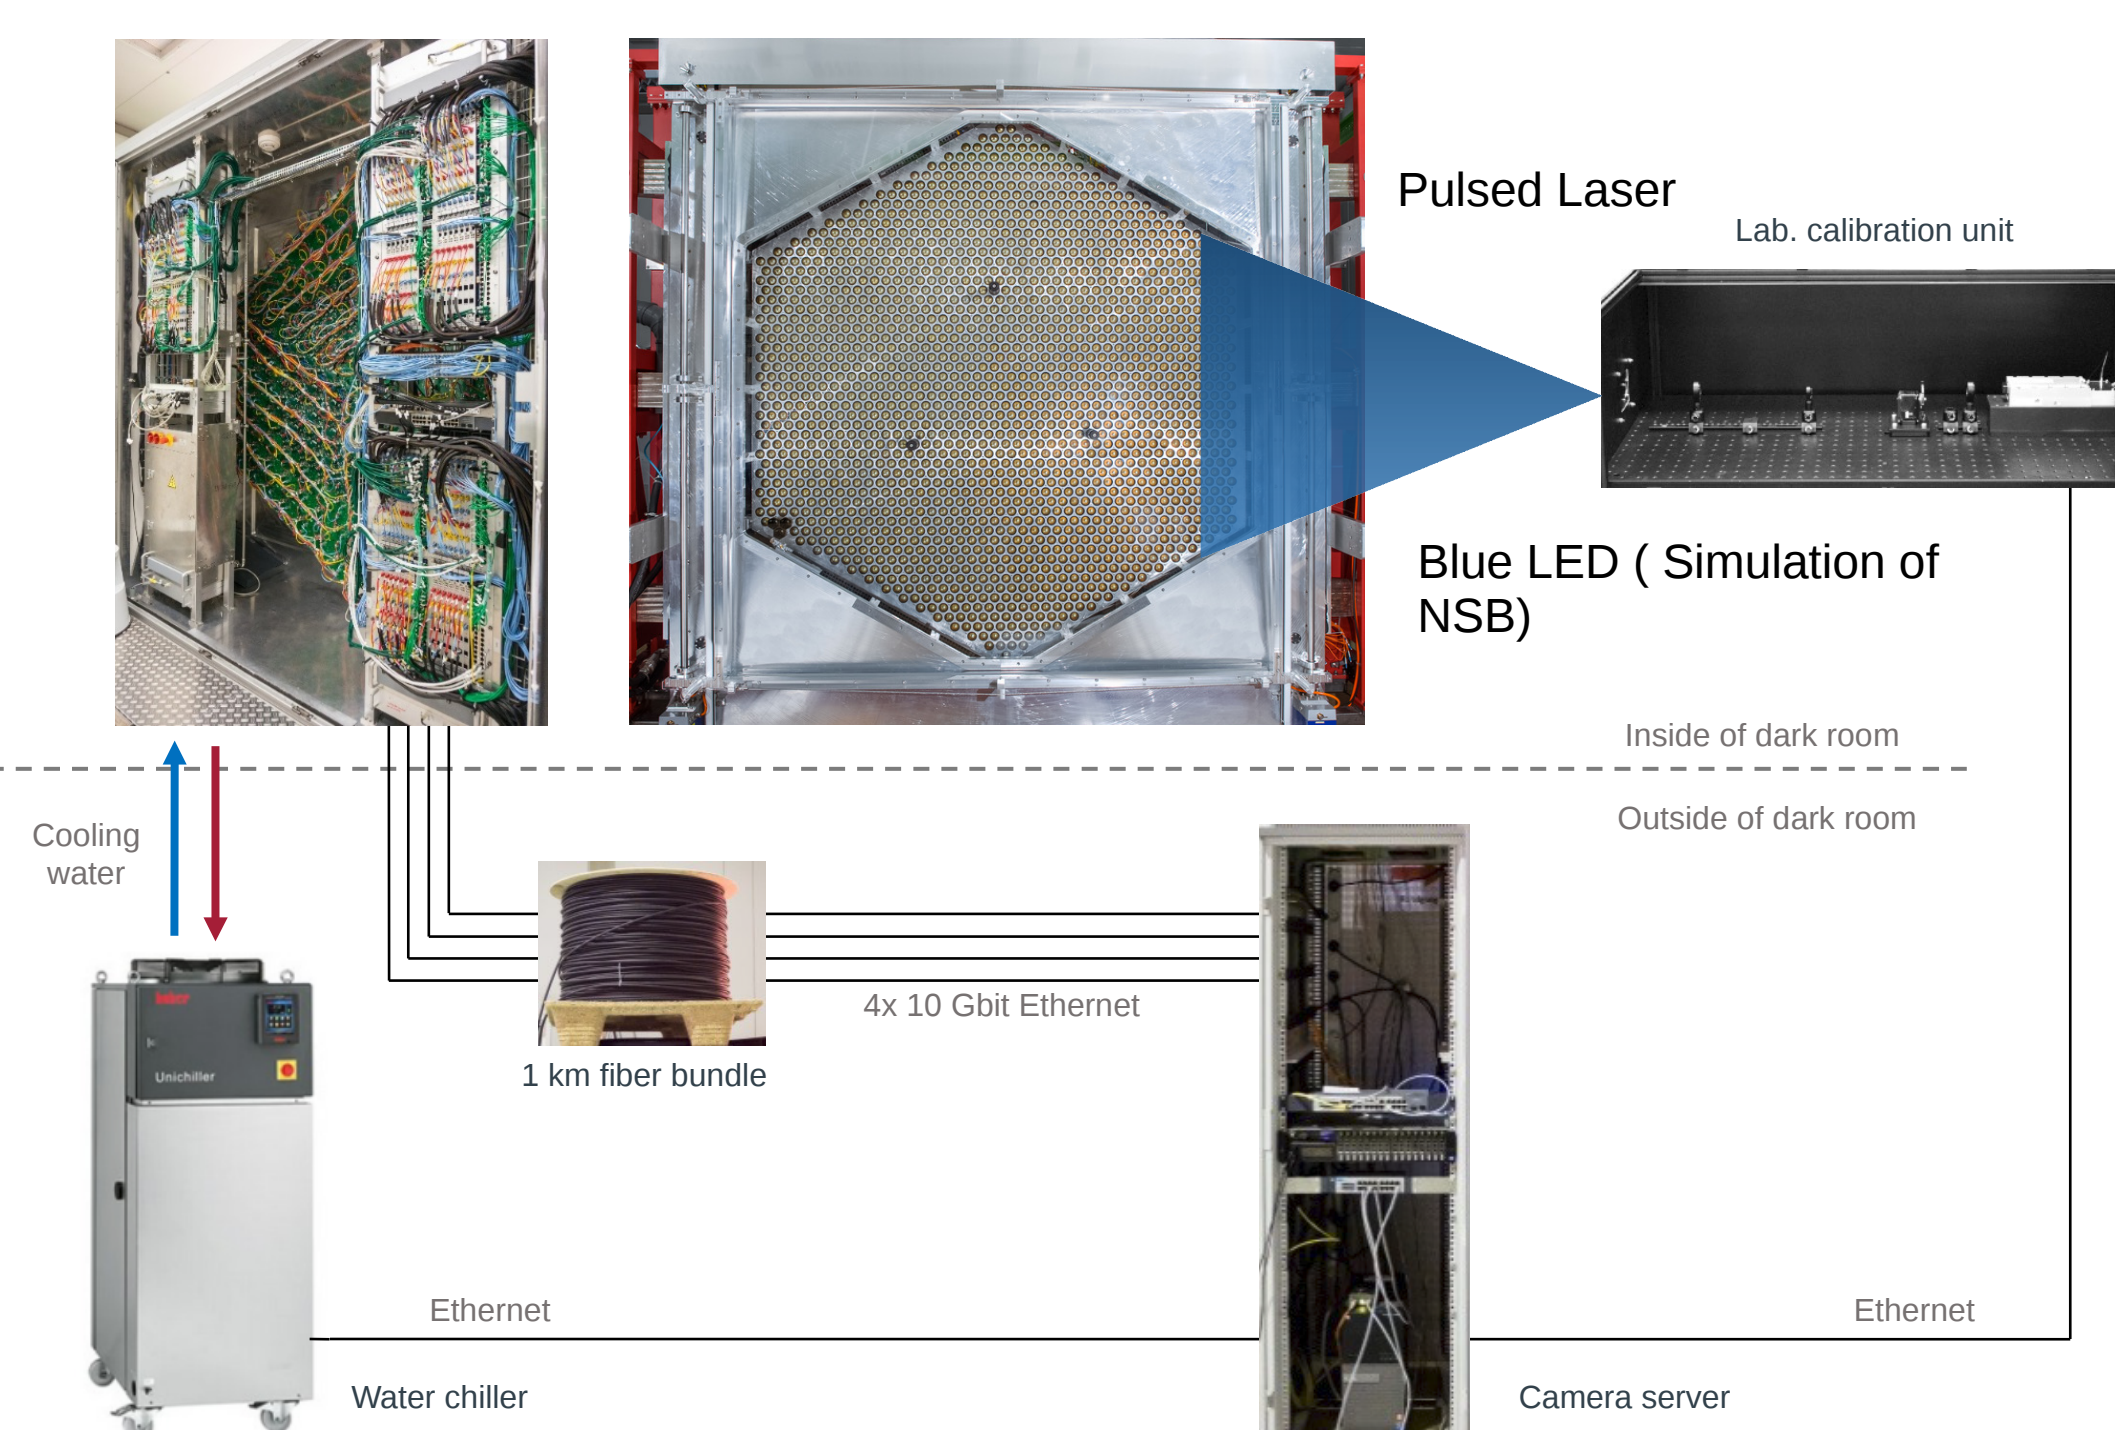 Pulsed Laser
Lab. calibration unit
Blue LED ( Simulation of
NSB)
Inside of dark room
Outside of dark room
Cooling
water
4x 10 Gbit Ethernet
1 km fiber bundle
huber
Unichiller
Ethernet
Ethernet
Water chiller
Camera server